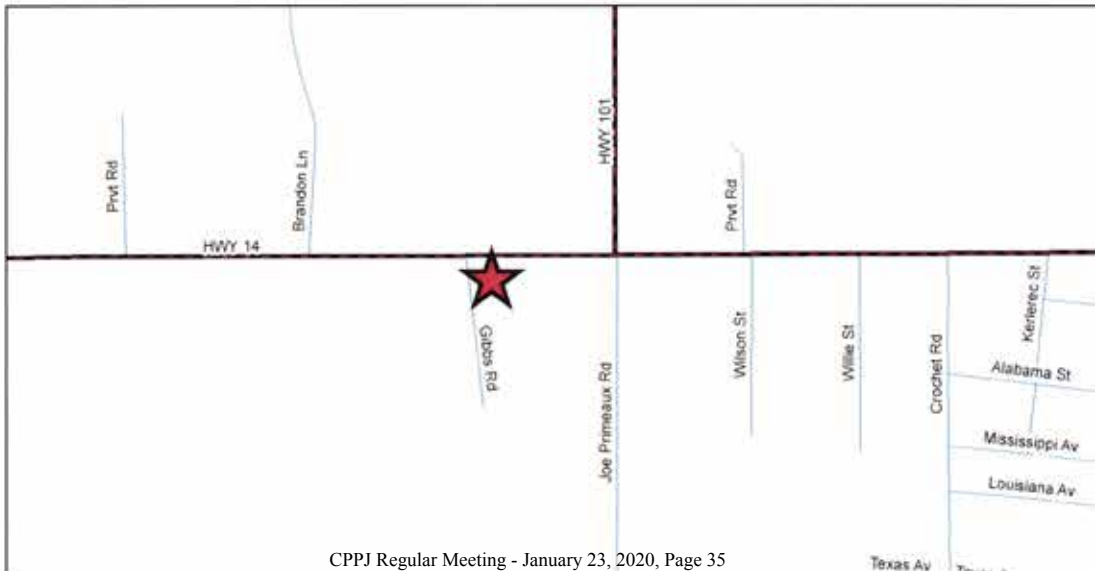 HWY 101
Prvt Rd
Brandon Ln
Prvt Rd
HWY 14
Kerlerec St
Gibbs Rd
Wilson St
Willie St
Crochet Rd
Joe Primeaux Rd
Alabama St
Mississippi Av
Louisiana Av
CPPJ Regular Meeting - January 23, 2020, Page 35
Texas Av